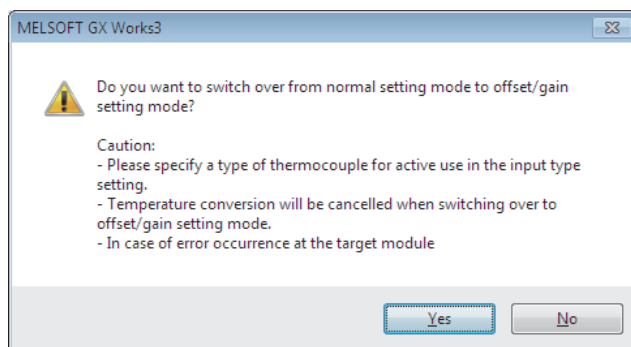 MELSOFT GX Works3
Do you want to switch over from normal setting mode to offset/gain
setting mode?
Caution:
- Please specify a type of thermocouple for active use in the input type
setting.
- Temperature conversion will be cancelled when switching over to
offset/gain setting mode.
- In case of error occurrence at the target module
Yes
No